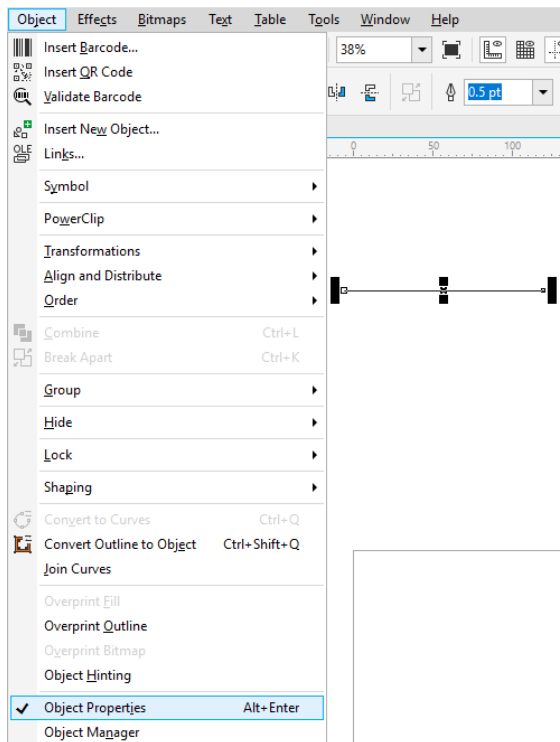 Object Effects Bitmaps Text Table Tools Window Help
Insert Barcode...
38%
Insert QR Code
Validate Barcode
0.5 pt
Insert New Object...
OLE
Links...
0 50 100
Symbol
PowerClip
Transformations
Align and Distribute
Order
Combine Ctrl+L
Break Apart Ctrl+K
Group
Hide
Lock
Shaping
Convert to Curves Ctrl+Q
Convert Outline to Object Ctrl+Shift+Q
Join Curves
Overprint Fill
Overprint Outline
Overprint Bitmap
Object Hinting
Object Properties Alt+Enter
Object Manager